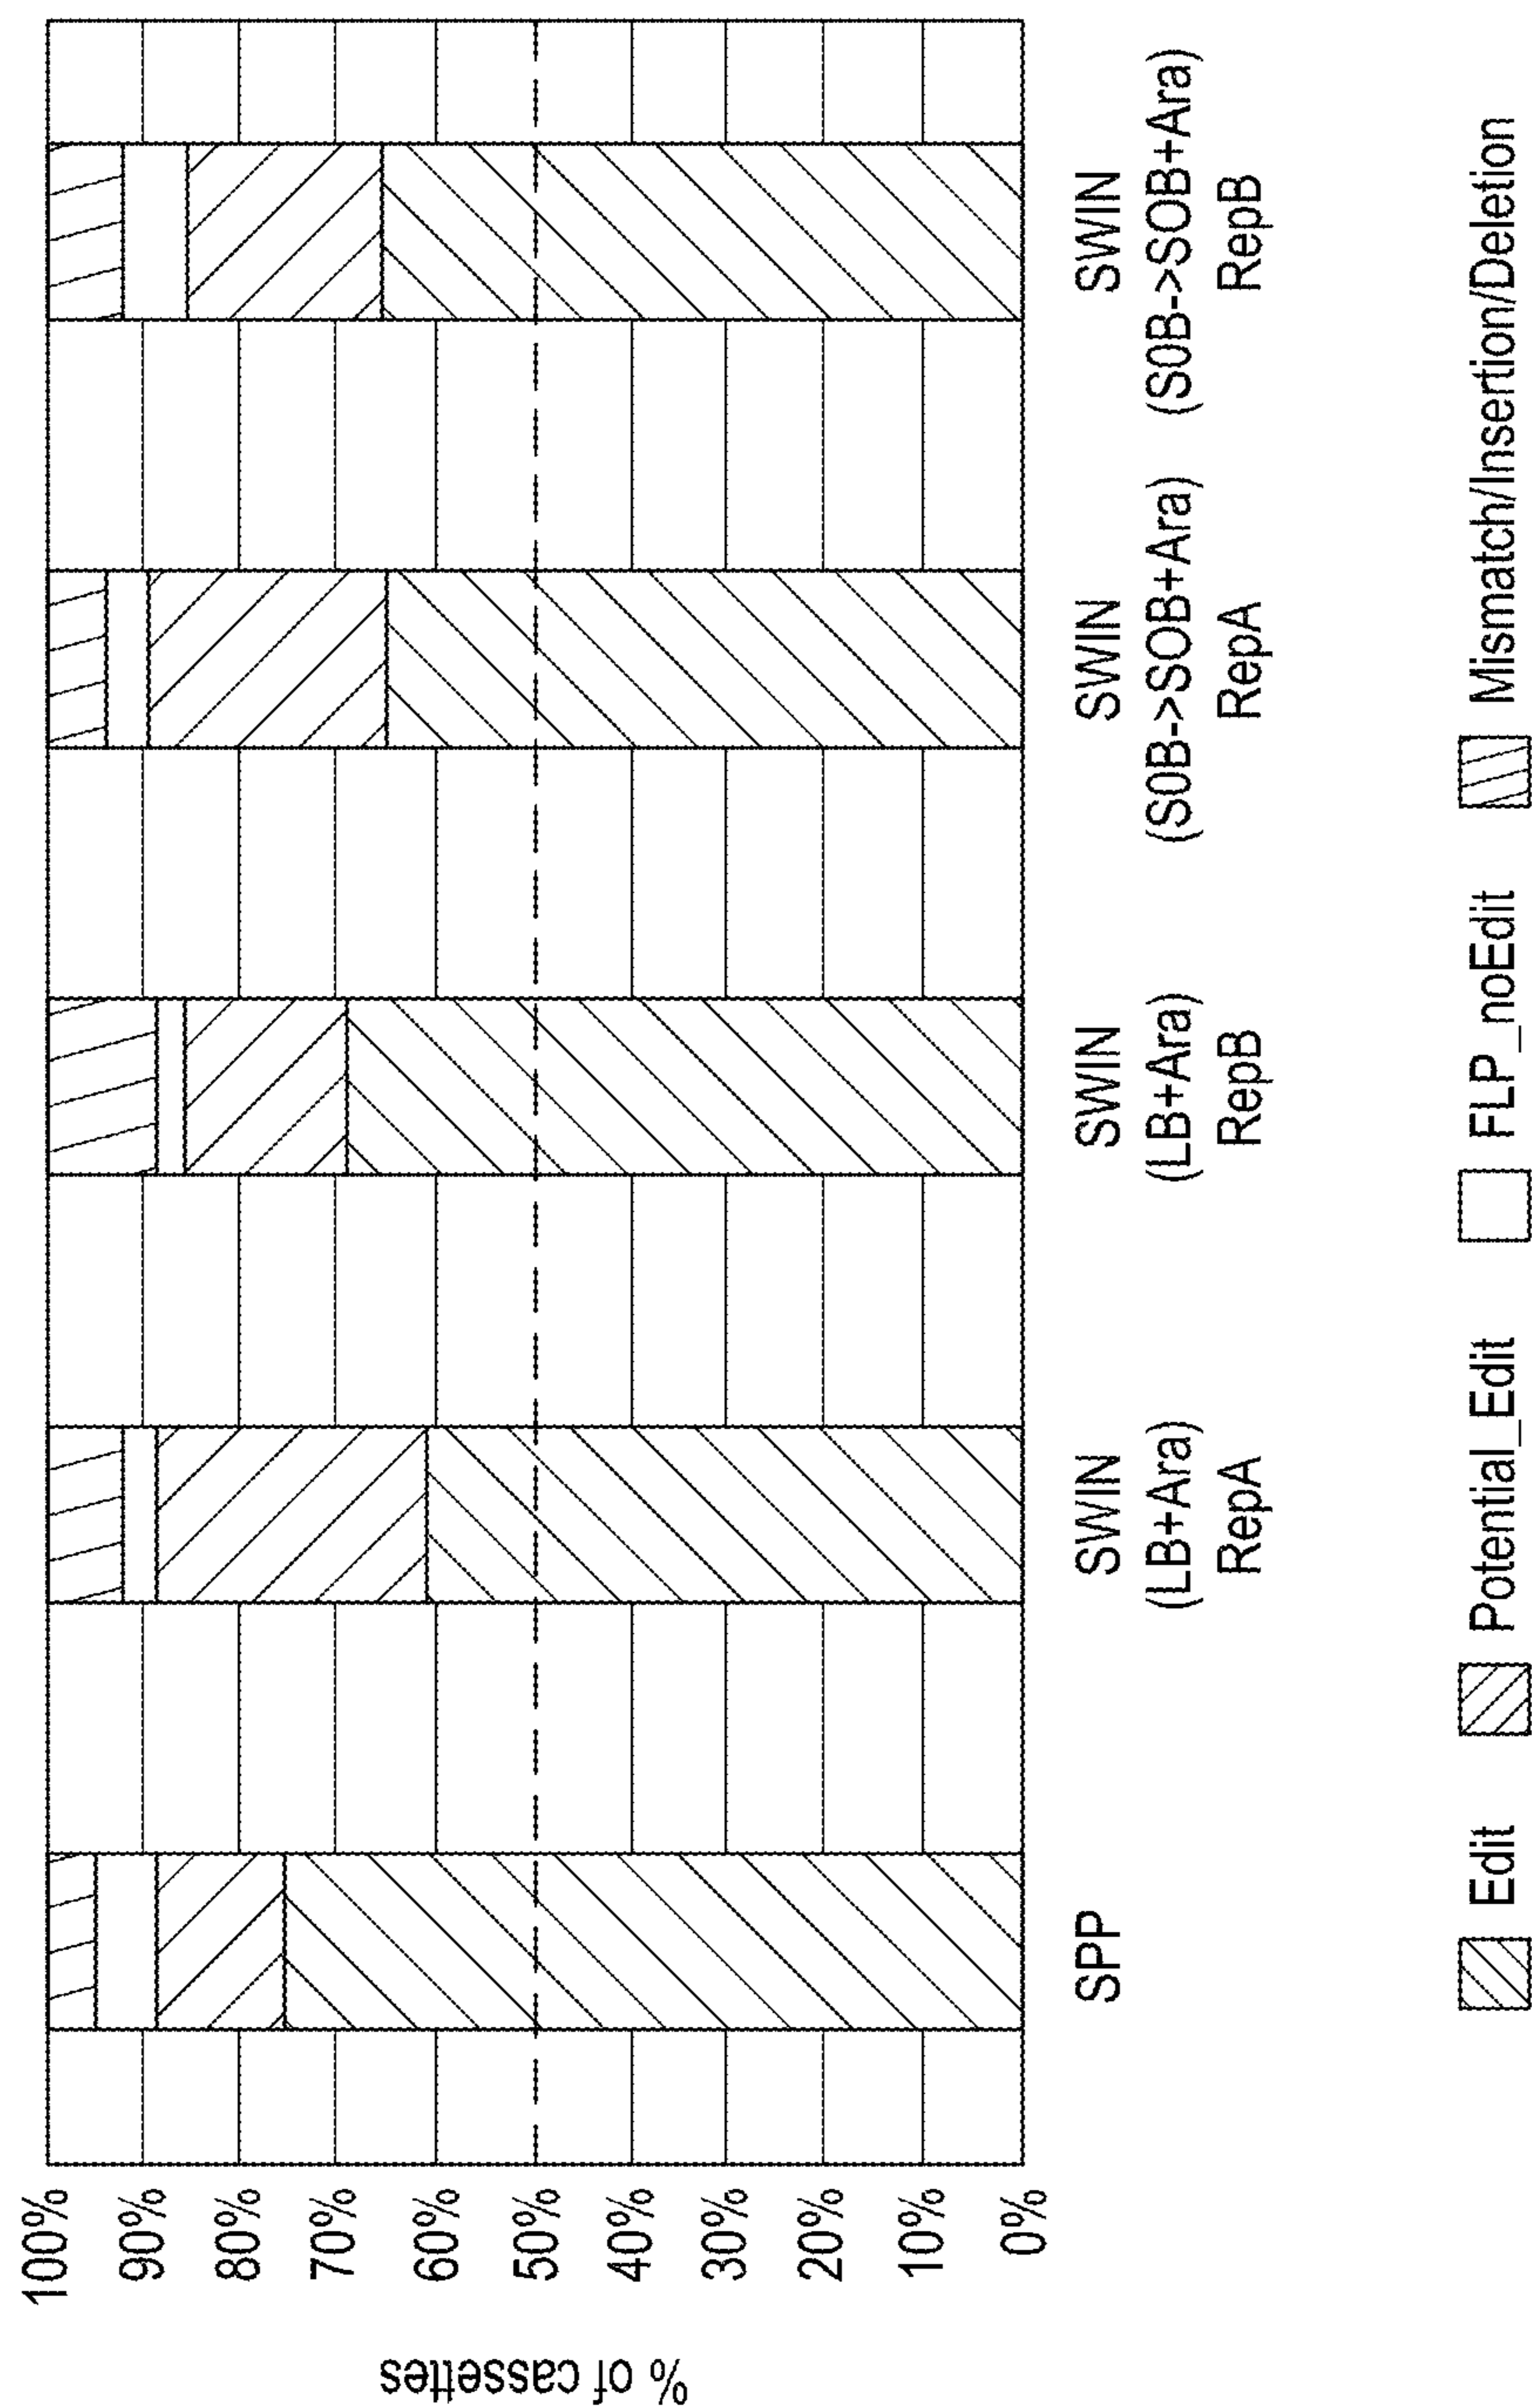 % of cassettes
100%
90%
80%
70%
60%
50%
40%
30%
20%
10%
0%
SPP
SWIN
(LB+Ara)
RepA
SWIN
(LB+Ara)
RepB
SWIN
(S0B->SOB+Ara)
RepA
SWIN
(S0B->SOB+Ara)
RepB
Edit
Potential_Edit
FLP_noEdit
Mismatch/Insertion/Deletion